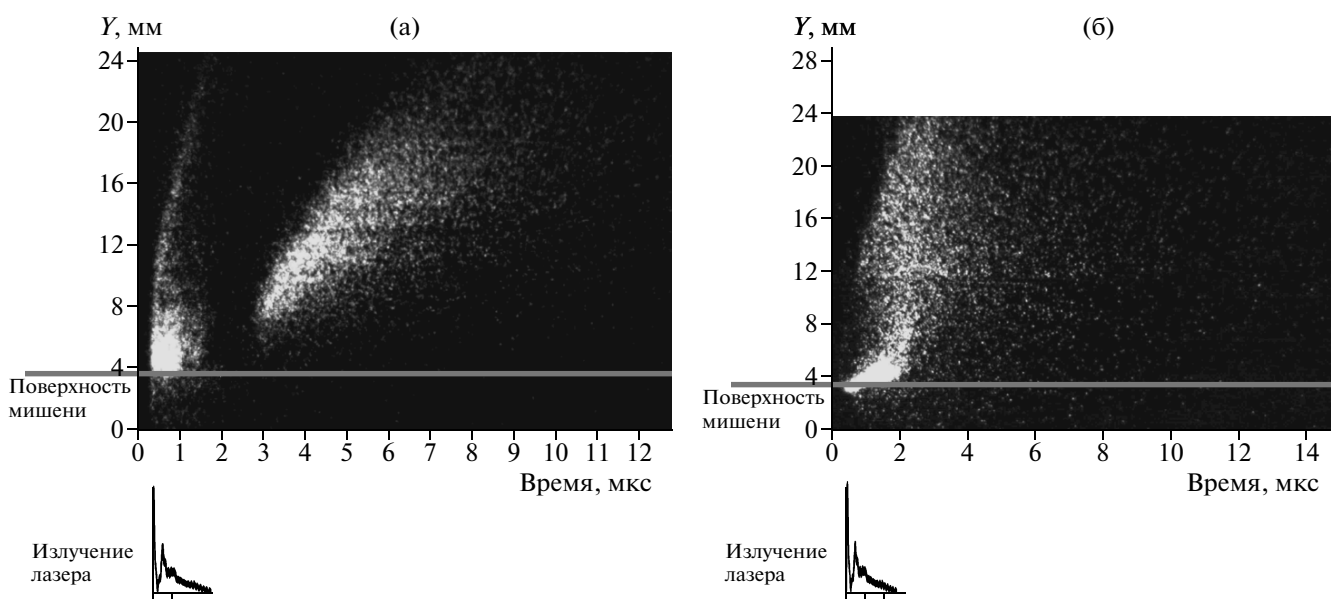 Y, мм
(а)
24
20
16
12
8
4
0
Поверхность
мишени
0 1 2 3 4 5 6 7 8 9 10 11 12
Время, мкс
Излучение
лазера
Y, мм
(б)
28
24
20
16
12
8
4
0
Поверхность
мишени
0 2 4 6 8 10 12 14
Время, мкс
Излучение
лазера